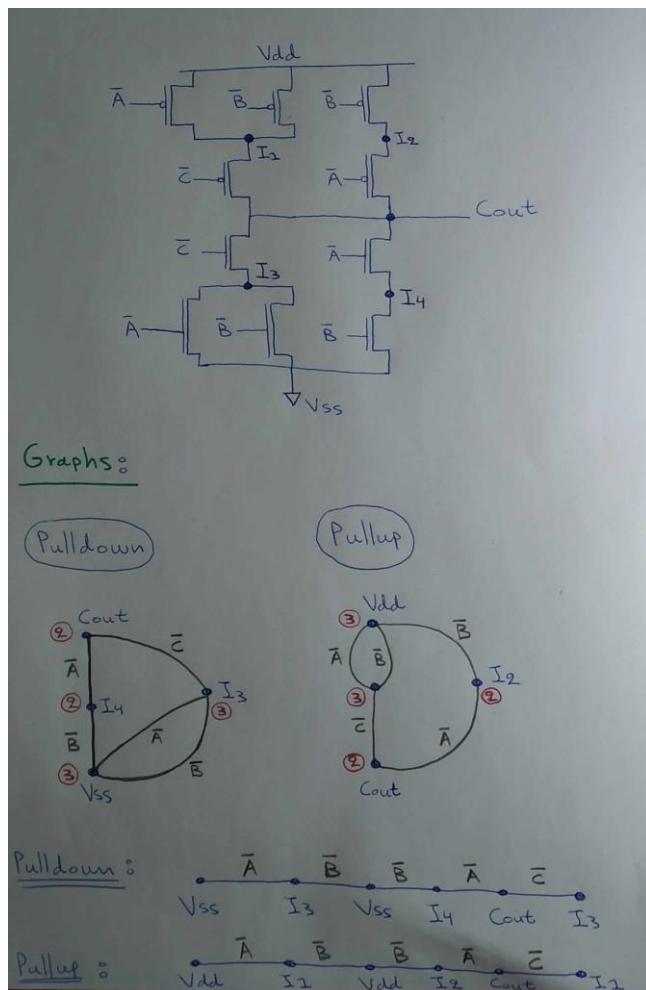 Vdd
A̅ B̅ B̅
I1 I2
C̅ A̅
Cout
C̅ A̅
I3 I4
A̅ B̅ B̅
Vss
Graphs:
Pulldown Pullup
Cout Vdd
2 C̅ 3 B̅
A̅ A̅ B̅
2 I4 I3 3 3 I2 2
A̅ C̅ A̅
B̅ B̅ 2
3 Vss Cout
Pulldown: A̅ B̅ B̅ A̅ C̅
Vss I3 Vss I4 Cout I3
Pullup: A̅ B̅ B̅ A̅ C̅
Vdd I1 Vdd I2 Cout I1